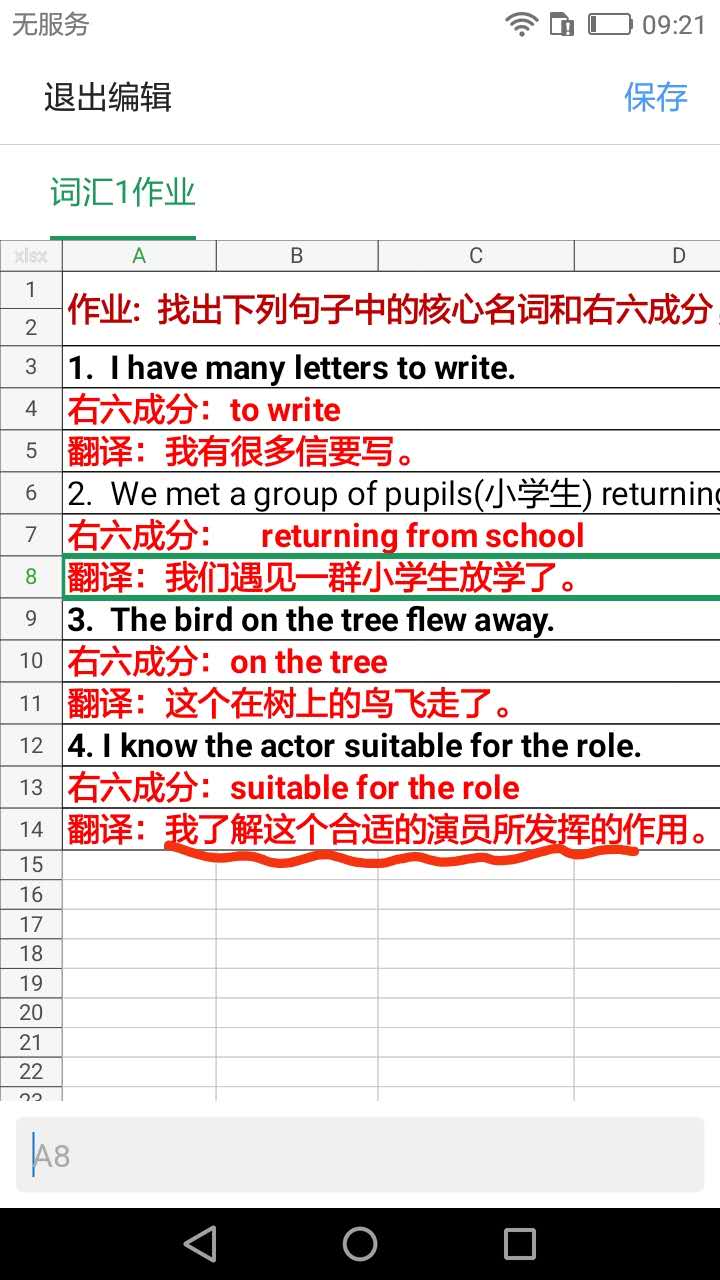 无服务 09:21
退出编辑 保存
词汇1作业
xlsx A B C D
1
2 作业: 找出下列句子中的核心名词和右六成分
3 1. I have many letters to write.
4 右六成分：to write
5 翻译：我有很多信要写。
6 2. We met a group of pupils(小学生) returning
7 右六成分： returning from school
8 翻译：我们遇见一群小学生放学了。
9 3. The bird on the tree flew away.
10 右六成分：on the tree
11 翻译：这个在树上的鸟飞走了。
12 4. I know the actor suitable for the role.
13 右六成分：suitable for the role
14 翻译：我了解这个合适的演员所发挥的作用。
15
16
17
18
19
20
21
22
23
A8